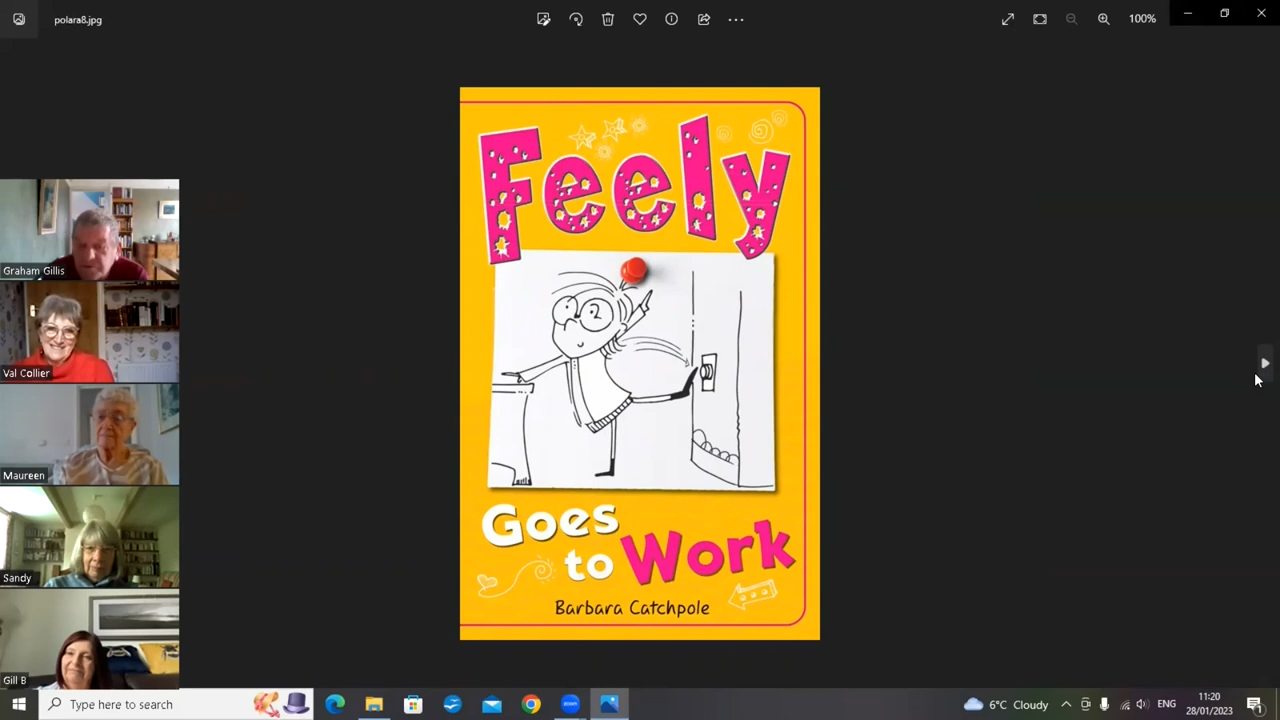 polara8.jpg
100%
Feely
Goes
to Work
Barbara Catchpole
Graham Gillis
Val Collier
Maureen
Sandy
Gill B
Type here to search
zoom
6°C Cloudy
ENG
11:20
28/01/2023